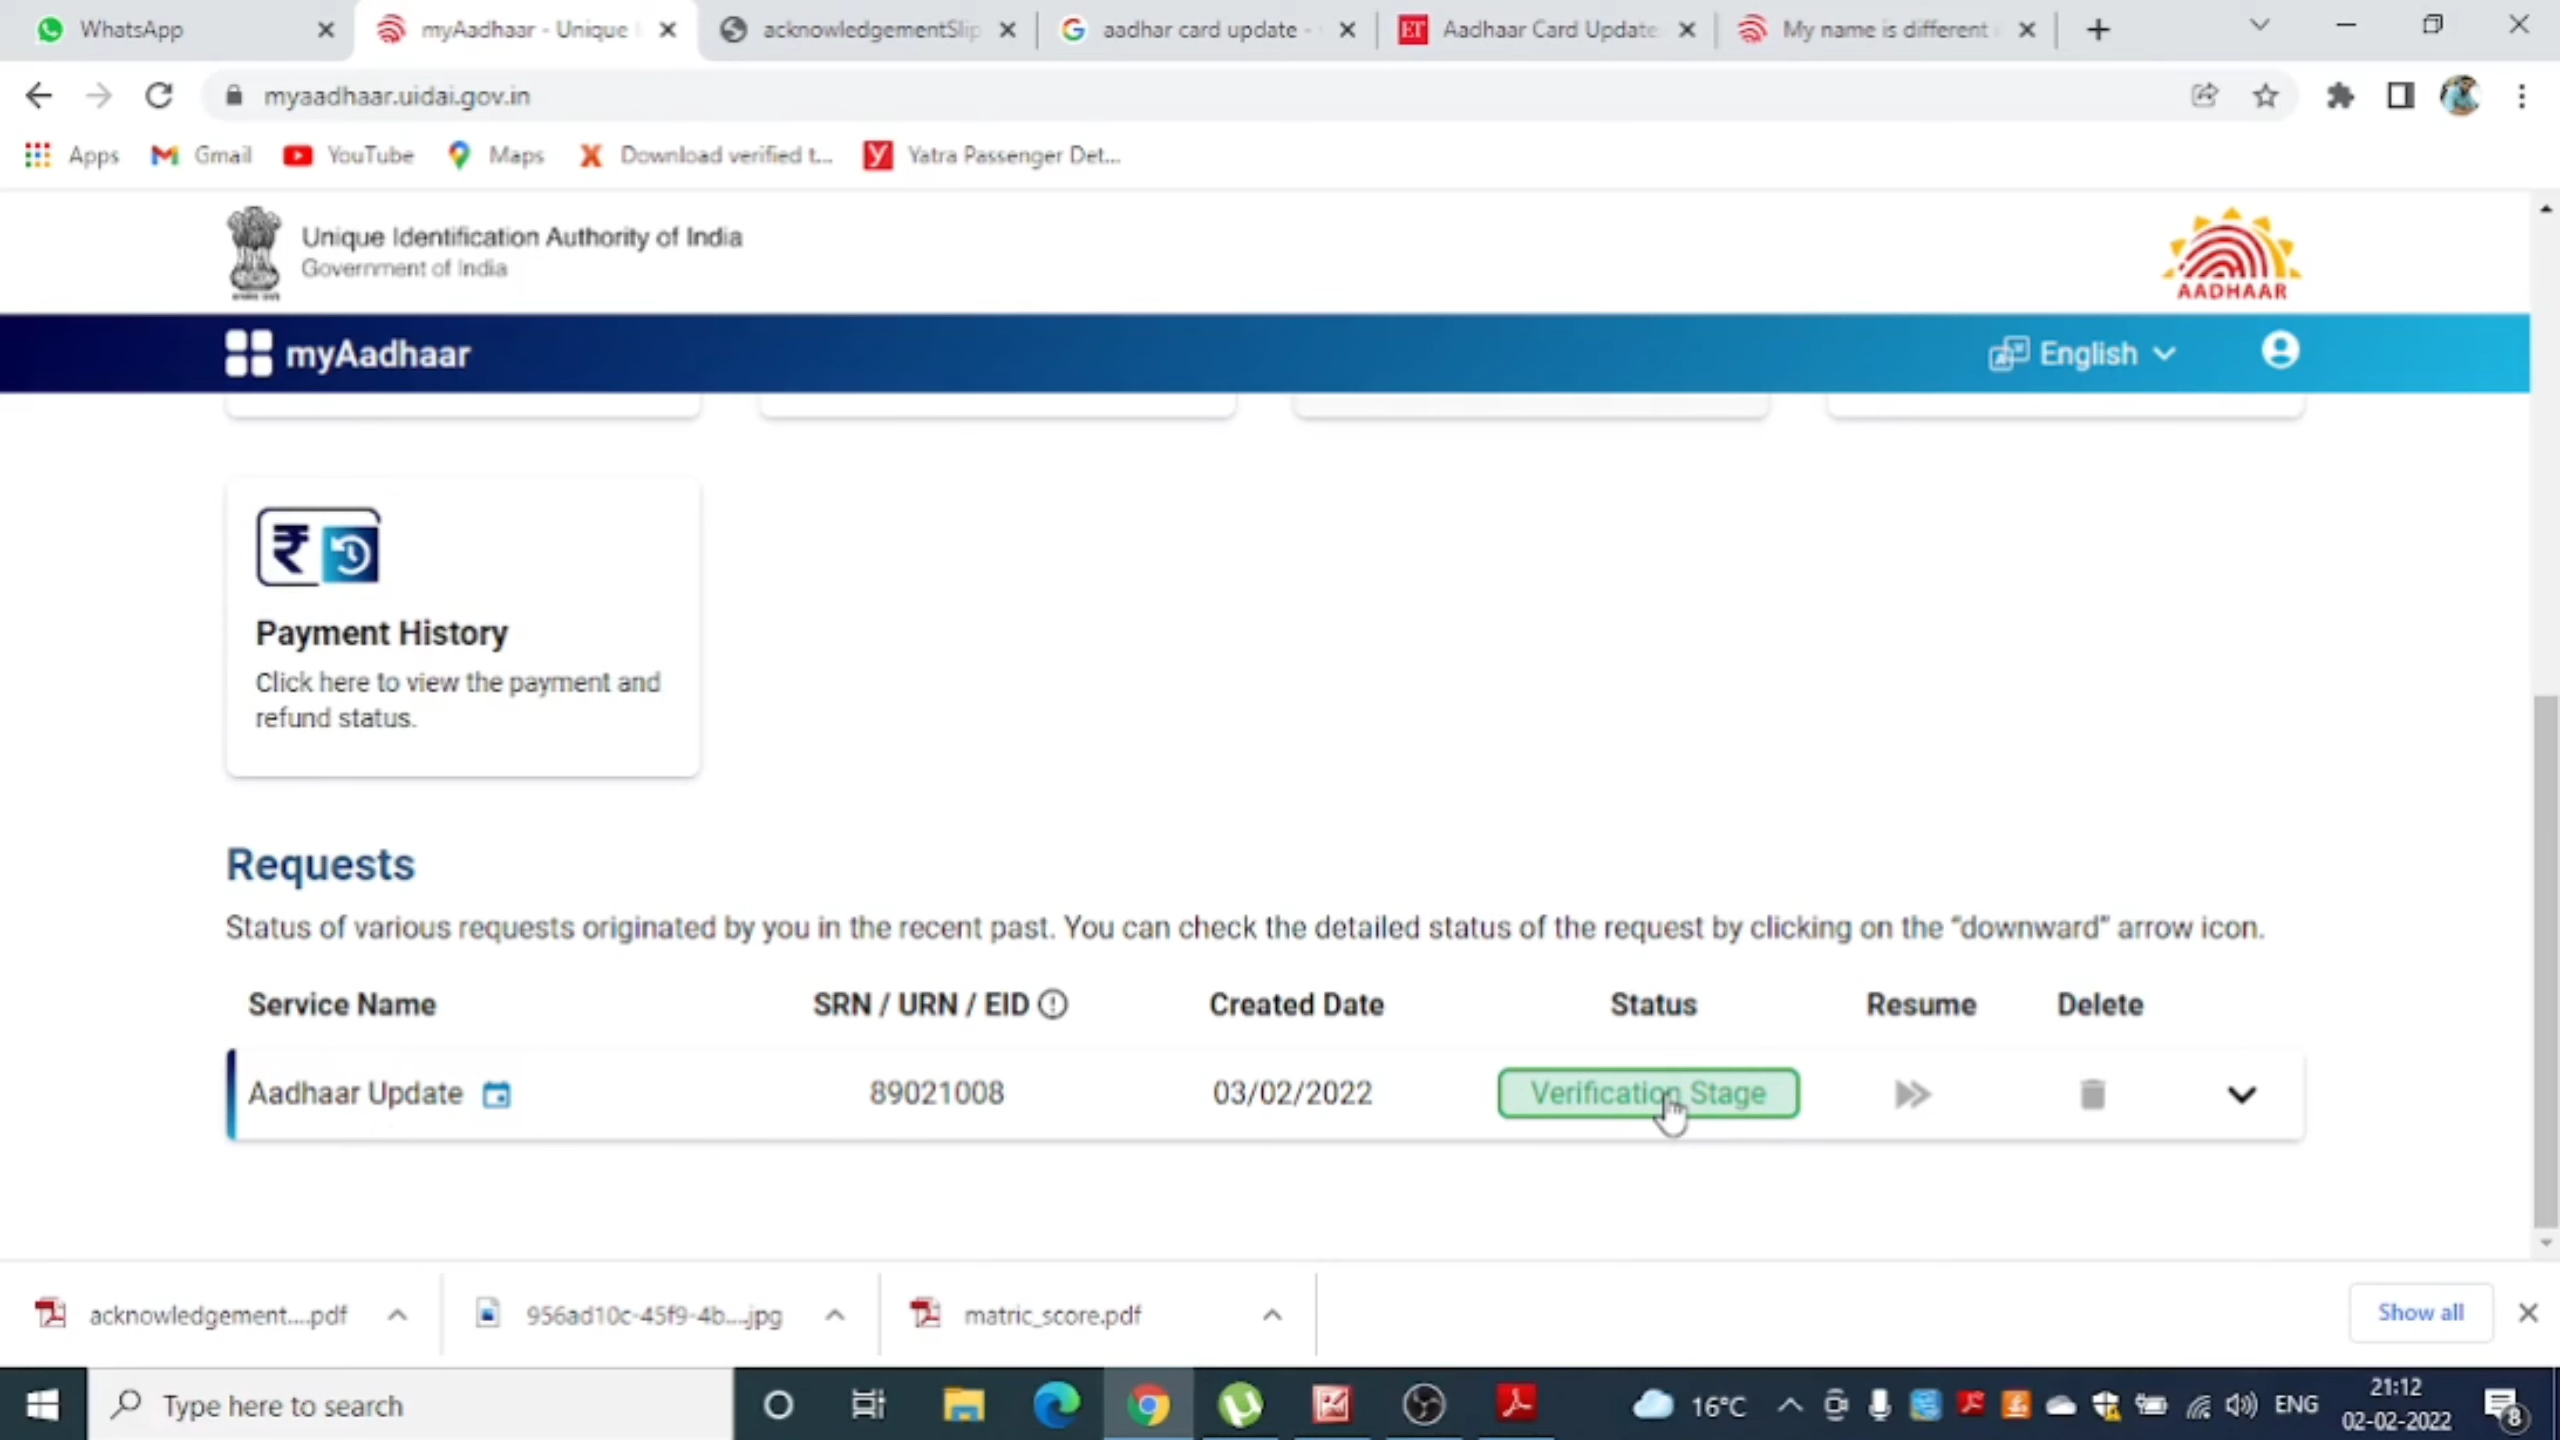 WhatsApp
myAadhaar - Unique
acknowledgementSlip
aadhar card update -
ET
Aadhaar Card Update
My name is different
myaadhaar.uidai.gov.in
Apps
Gmail
YouTube
Maps
Download verified t...
Yatra Passenger Det...
Unique Identification Authority of India
Government of India
AADHAAR
myAadhaar
English
Payment History
Click here to view the payment and
refund status.
Requests
Status of various requests originated by you in the recent past. You can check the detailed status of the request by clicking on the “downward” arrow icon.
Service Name SRN / URN / EID Created Date Status Resume Delete
Aadhaar Update 89021008 03/02/2022 Verification Stage
acknowledgement....pdf
956ad10c-45f9-4b....jpg
matric_score.pdf
Show all
Type here to search
16°C
ENG
21:12
02-02-2022
8